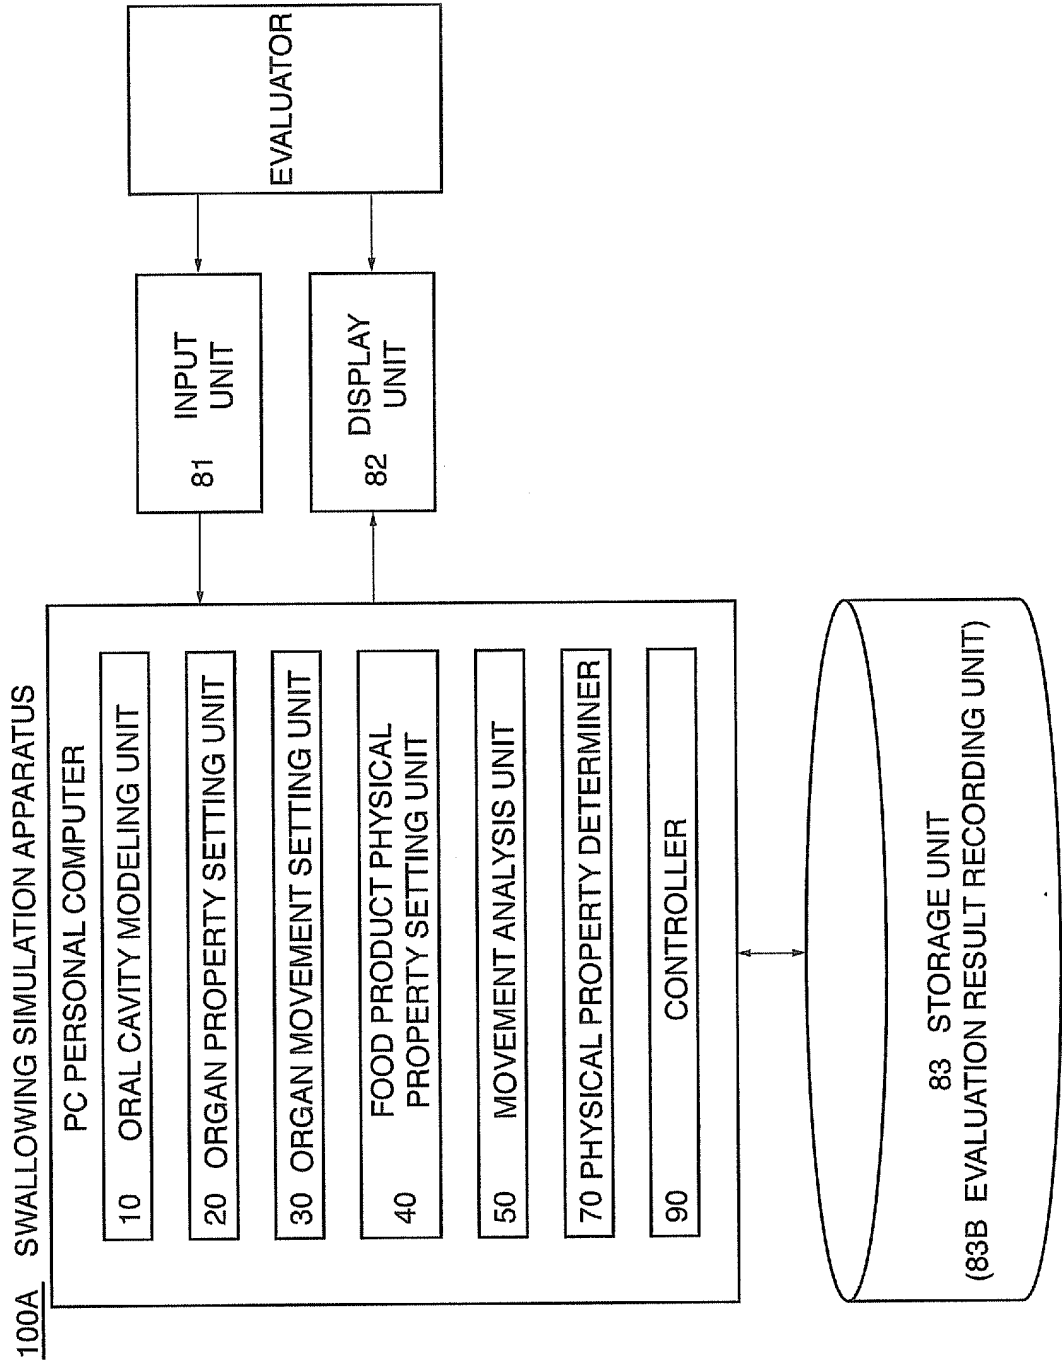 100A SWALLOWING SIMULATION APPARATUS
PC PERSONAL COMPUTER
10 ORAL CAVITY MODELING UNIT
20 ORGAN PROPERTY SETTING UNIT
30 ORGAN MOVEMENT SETTING UNIT
40 FOOD PRODUCT PHYSICAL
PROPERTY SETTING UNIT
50 MOVEMENT ANALYSIS UNIT
70 PHYSICAL PROPERTY DETERMINER
90 CONTROLLER
81 INPUT
UNIT
82 DISPLAY
UNIT
EVALUATOR
83 STORAGE UNIT
(83B EVALUATION RESULT RECORDING UNIT)